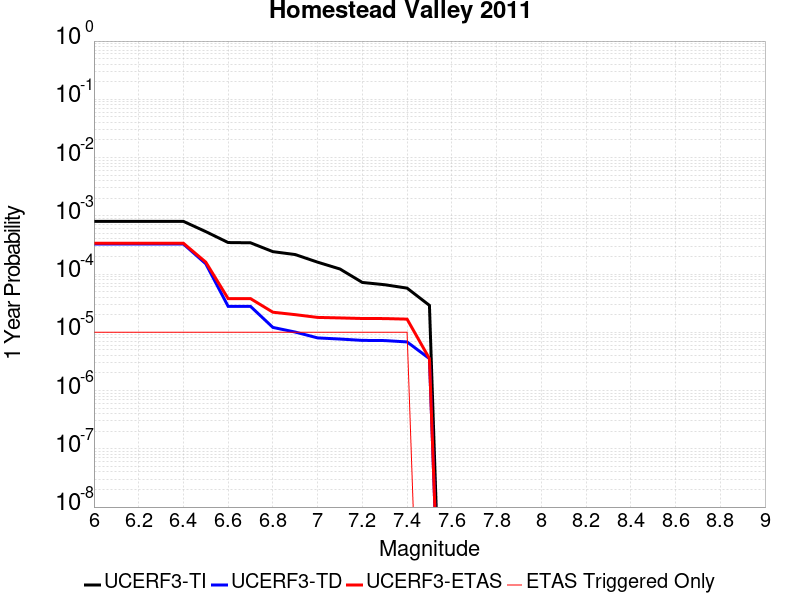 Homestead Valley 2011
10^0
10^-1
10^-2
10^-3
10^-4
10^-5
10^-6
10^-7
10^-8
1 Year Probability
6 6.2 6.4 6.6 6.8 7 7.2 7.4 7.6 7.8 8 8.2 8.4 8.6 8.8 9
Magnitude
UCERF3-TI UCERF3-TD UCERF3-ETAS ETAS Triggered Only